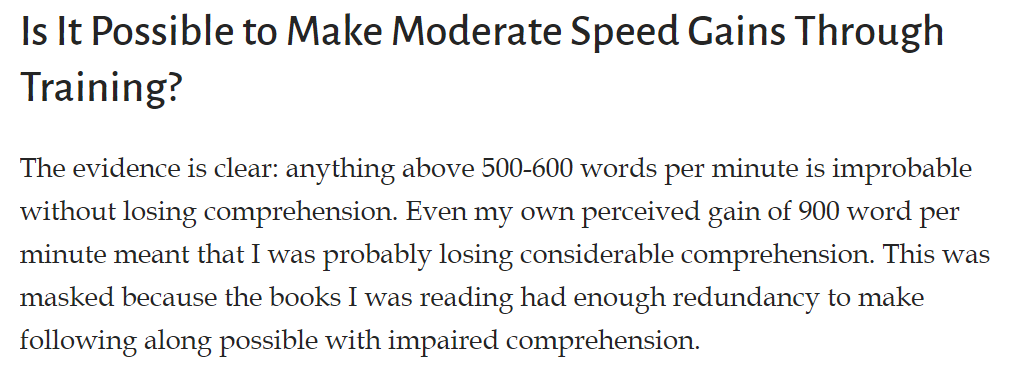 Is It Possible to Make Moderate Speed Gains Through
Training?
The evidence is clear: anything above 500-600 words per minute is improbable
without losing comprehension. Even my own perceived gain of 900 word per
minute meant that I was probably losing considerable comprehension. This was
masked because the books I was reading had enough redundancy to make
following along possible with impaired comprehension.